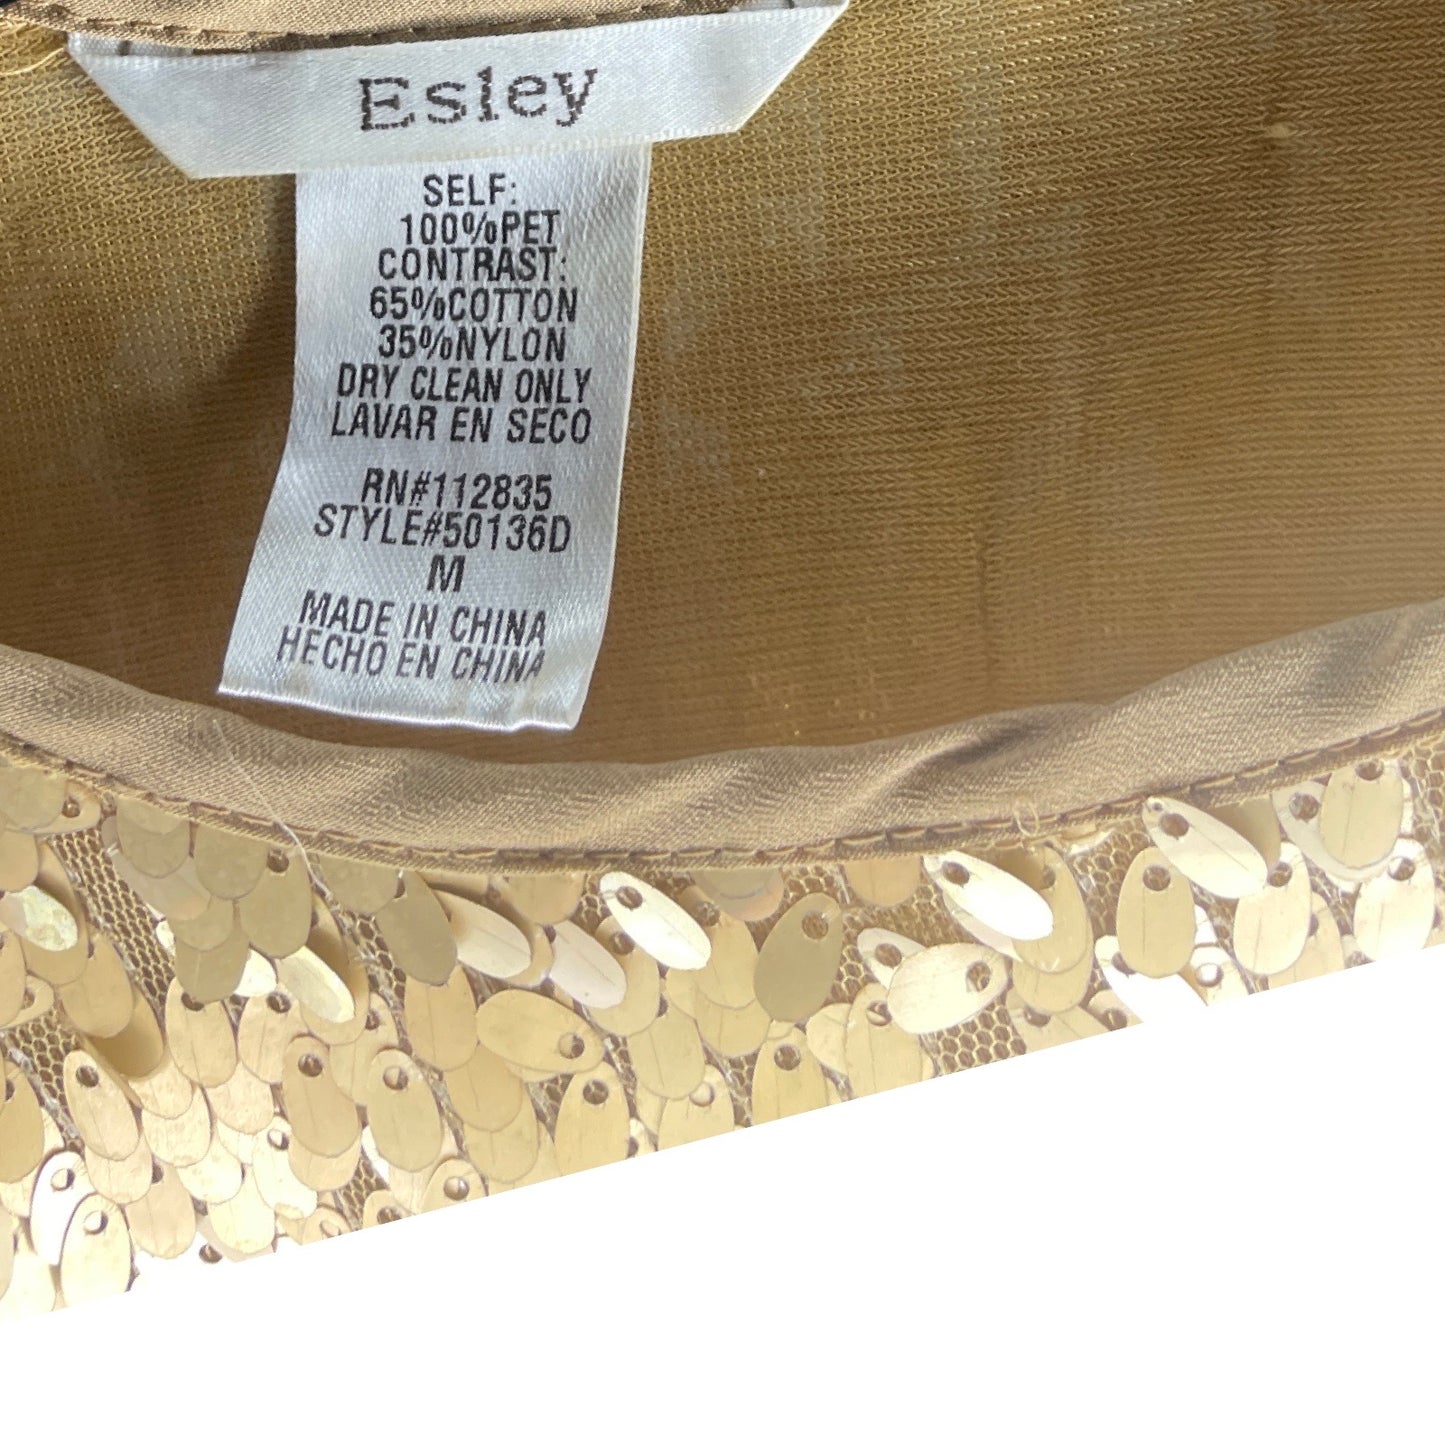 Esley
SELF:
100%PET
CONTRAST:
65%COTTON
35%NYLON
DRY CLEAN ONLY
LAVAR EN SECO
RN#112835
STYLE#50136D
M
MADE IN CHINA
HECHO EN CHINA